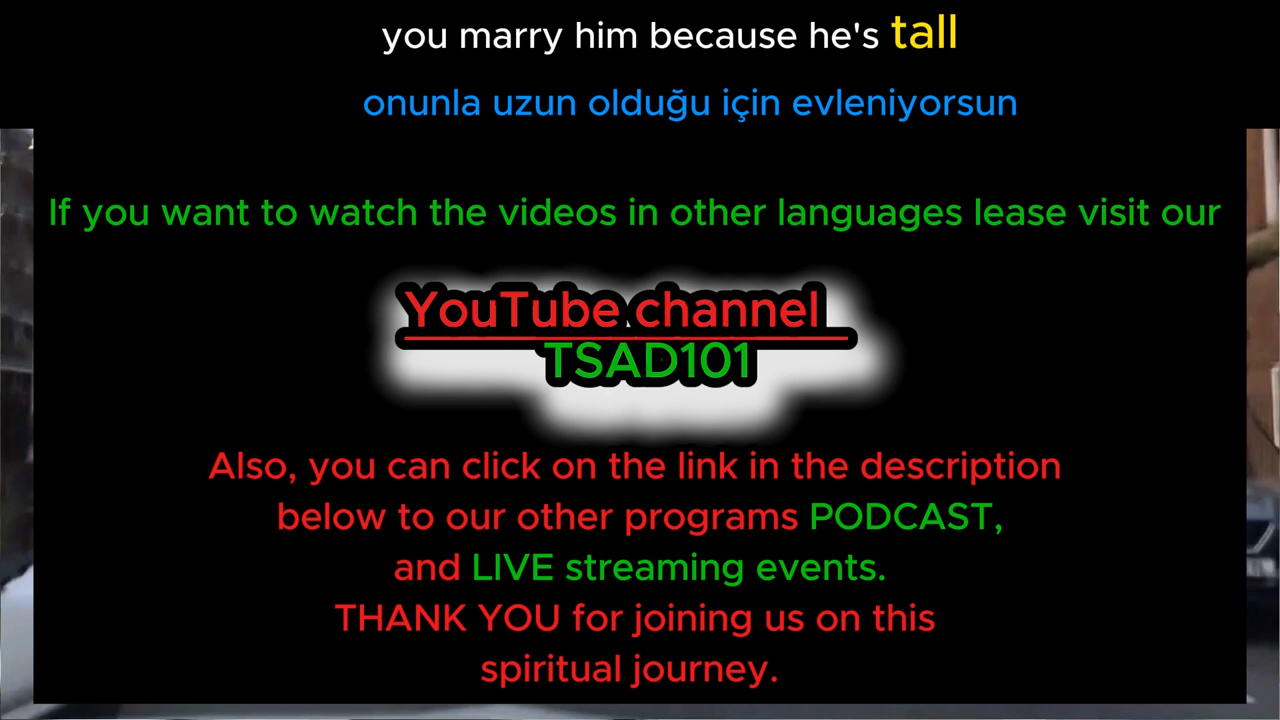 you marry him because he's tall
onunla uzun olduğu için evleniyorsun
If you want to watch the videos in other languages lease visit our
YouTube channel
TSAD101
Also, you can click on the link in the description
below to our other programs PODCAST,
and LIVE streaming events.
THANK YOU for joining us on this
spiritual journey.